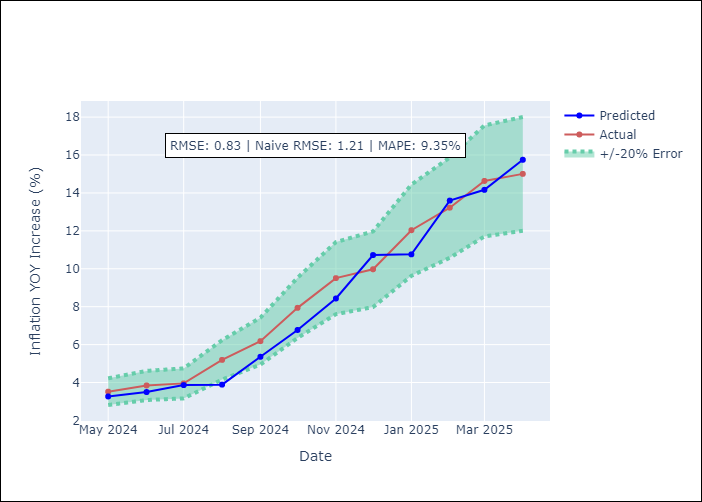 18
16
14
12
10
8
6
4
2
Inflation YOY Increase (%)
RMSE: 0.83 | Naive RMSE: 1.21 | MAPE: 9.35%
Predicted
Actual
+/-20% Error
May 2024
Jul 2024
Sep 2024
Nov 2024
Jan 2025
Mar 2025
Date